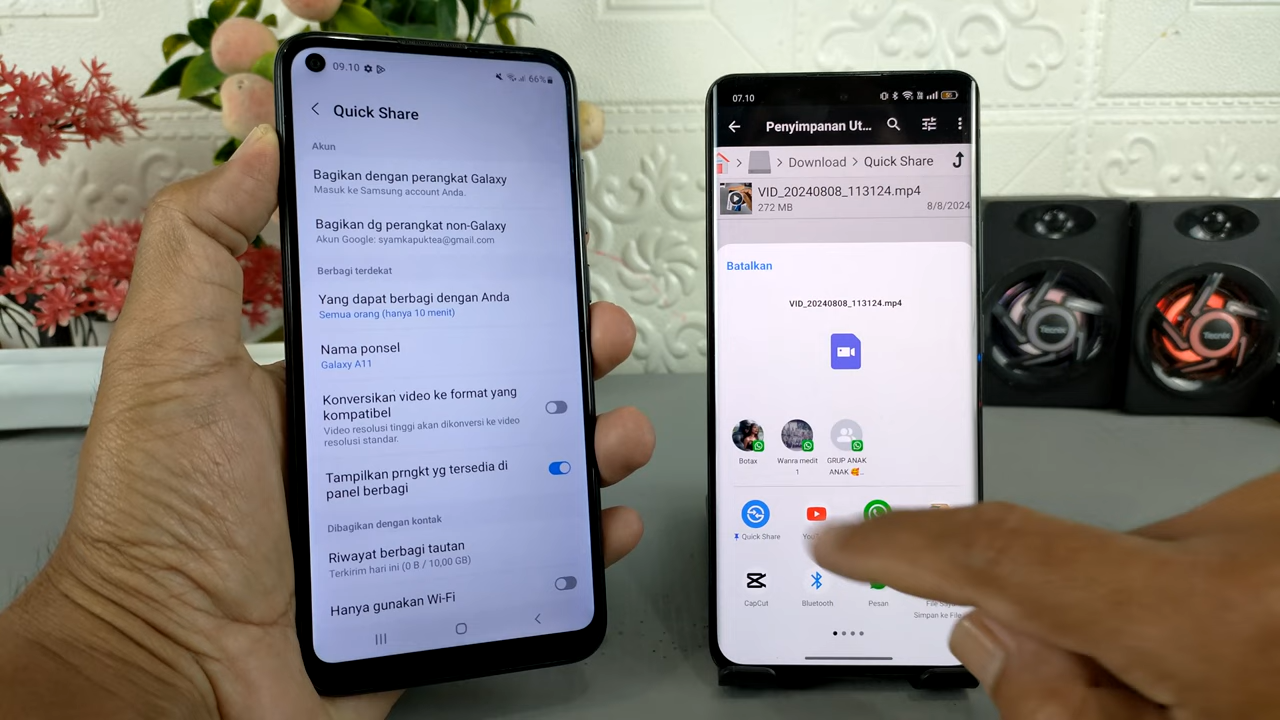 09.10
66%
Quick Share
Akun
Bagikan dengan perangkat Galaxy
Masuk ke Samsung account Anda.
Bagikan dg perangkat non-Galaxy
Akun Google: syamkapuktea@gmail.com
Berbagi terdekat
Yang dapat berbagi dengan Anda
Semua orang (hanya 10 menit)
Nama ponsel
Galaxy A11
Konversikan video ke format yang
kompatibel
Video resolusi tinggi akan dikonversi ke video
resolusi standar.
Tampilkan prngkt yg tersedia di
panel berbagi
Dibagikan dengan kontak
Riwayat berbagi tautan
Terkirim hari ini (0 B / 10,00 GB)
Hanya gunakan Wi-Fi
07.10
Penyimpanan Ut...
Download
Quick Share
VID_20240808_113124.mp4
272 MB
8/8/2024
Batalkan
VID_20240808_113124.mp4
Botax
Wanra medit
1
GRUP ANAK
ANAK 🥰..
Quick Share
CapCut
Bluetooth
Pesan
Simpan ke File
Tecnix
Tecnix